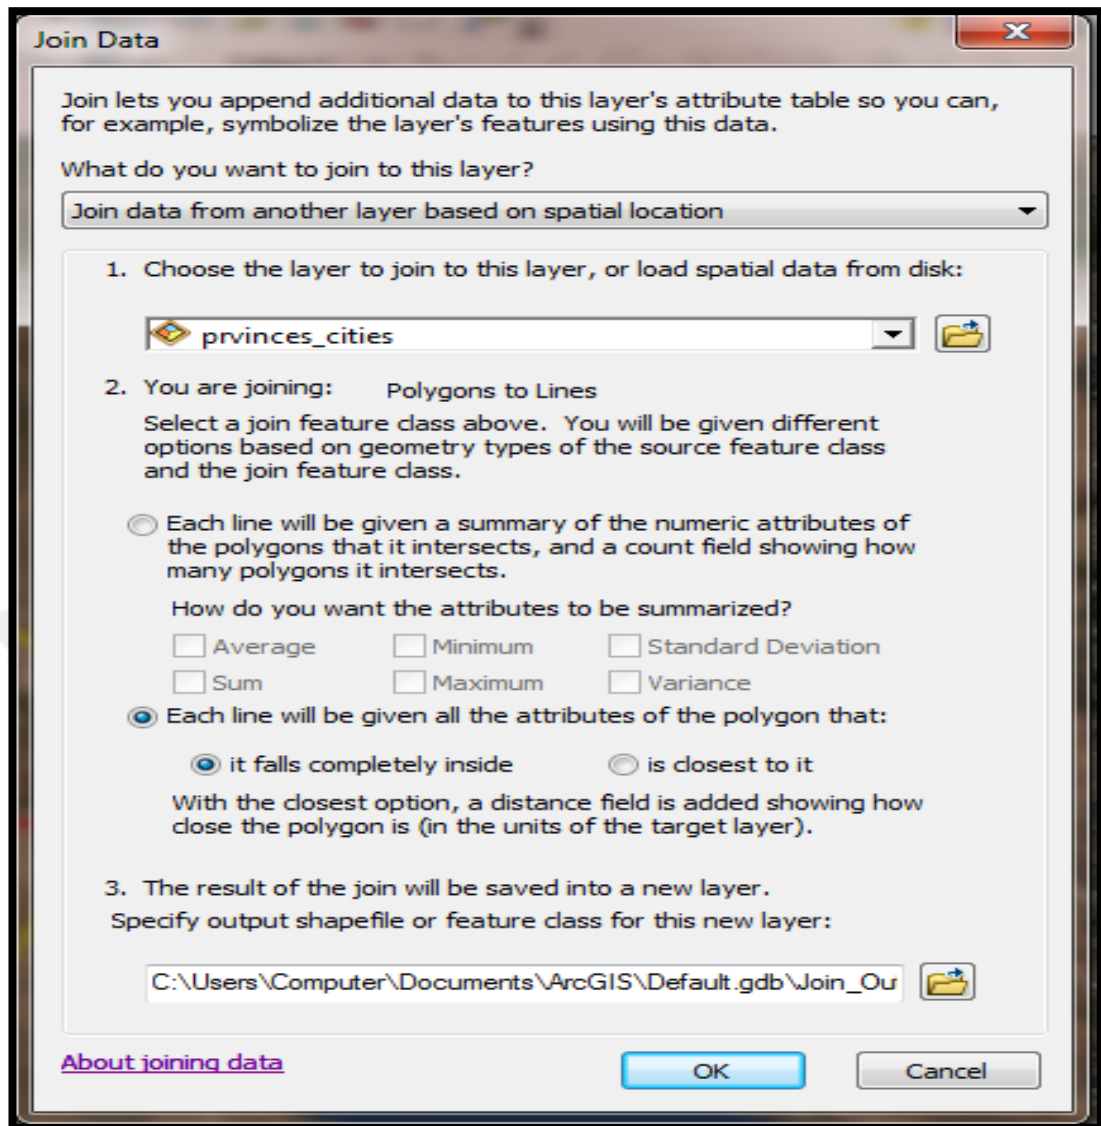 Join Data
Join lets you append additional data to this layer's attribute table so you can,
for example, symbolize the layer's features using this data.
What do you want to join to this layer?
Join data from another layer based on spatial location
1. Choose the layer to join to this layer, or load spatial data from disk:
prvinces_cities
2. You are joining: Polygons to Lines
Select a join feature class above. You will be given different
options based on geometry types of the source feature class
and the join feature class.
Each line will be given a summary of the numeric attributes of
the polygons that it intersects, and a count field showing how
many polygons it intersects.
How do you want the attributes to be summarized?
Average Minimum Standard Deviation
Sum Maximum Variance
Each line will be given all the attributes of the polygon that:
it falls completely inside is closest to it
With the closest option, a distance field is added showing how
close the polygon is (in the units of the target layer).
3. The result of the join will be saved into a new layer.
Specify output shapefile or feature class for this new layer:
C:\Users\Computer\Documents\ArcGIS\Default.gdb\Join_Out
About joining data OK Cancel